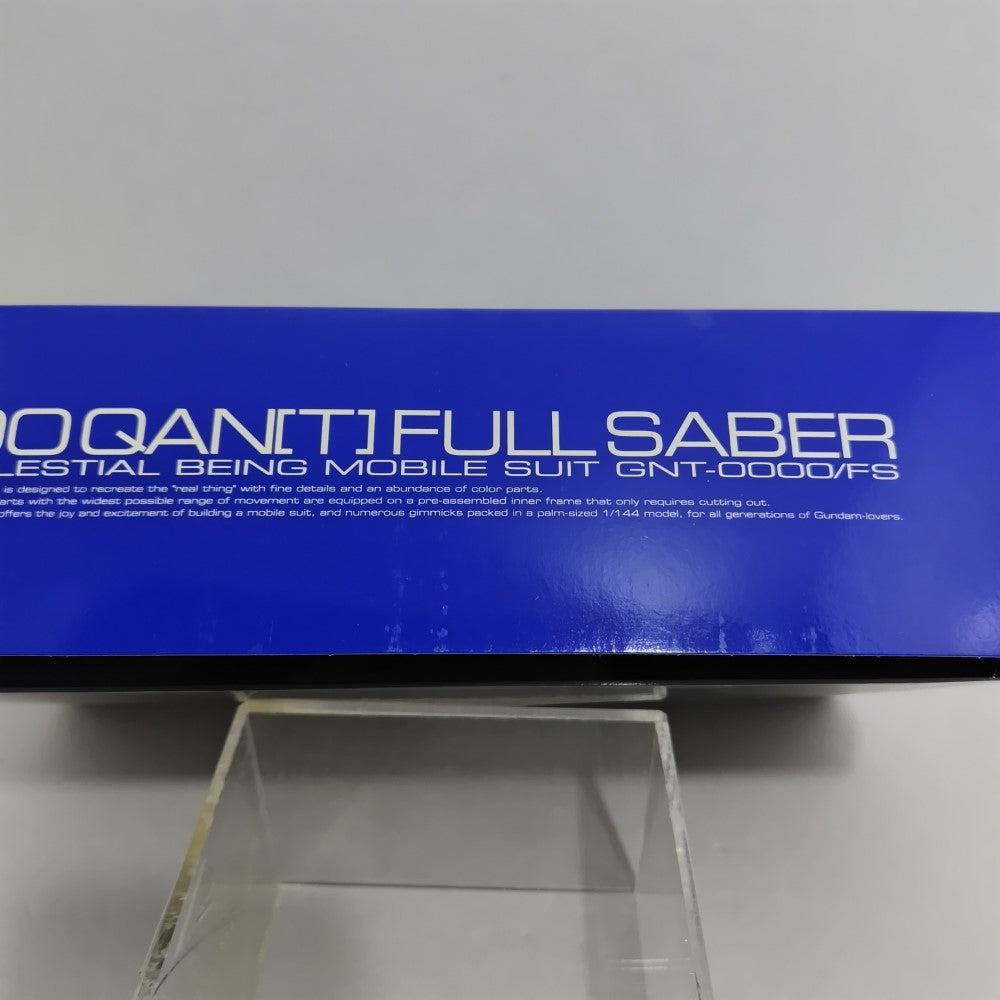 00 QAN[T] FULL SABER
LESTIAL BEING MOBILE SUIT GNT-0000/FS
is designed to recreate the "real thing" with fine details and an abundance of color parts.
arts with the widest possible range of movement are equipped on a pre-assembled inner frame that only requires cutting out.
offers the joy and excitement of building a mobile suit, and numerous gimmicks packed in a palm-sized 1/144 model, for all generations of Gundam-lovers.